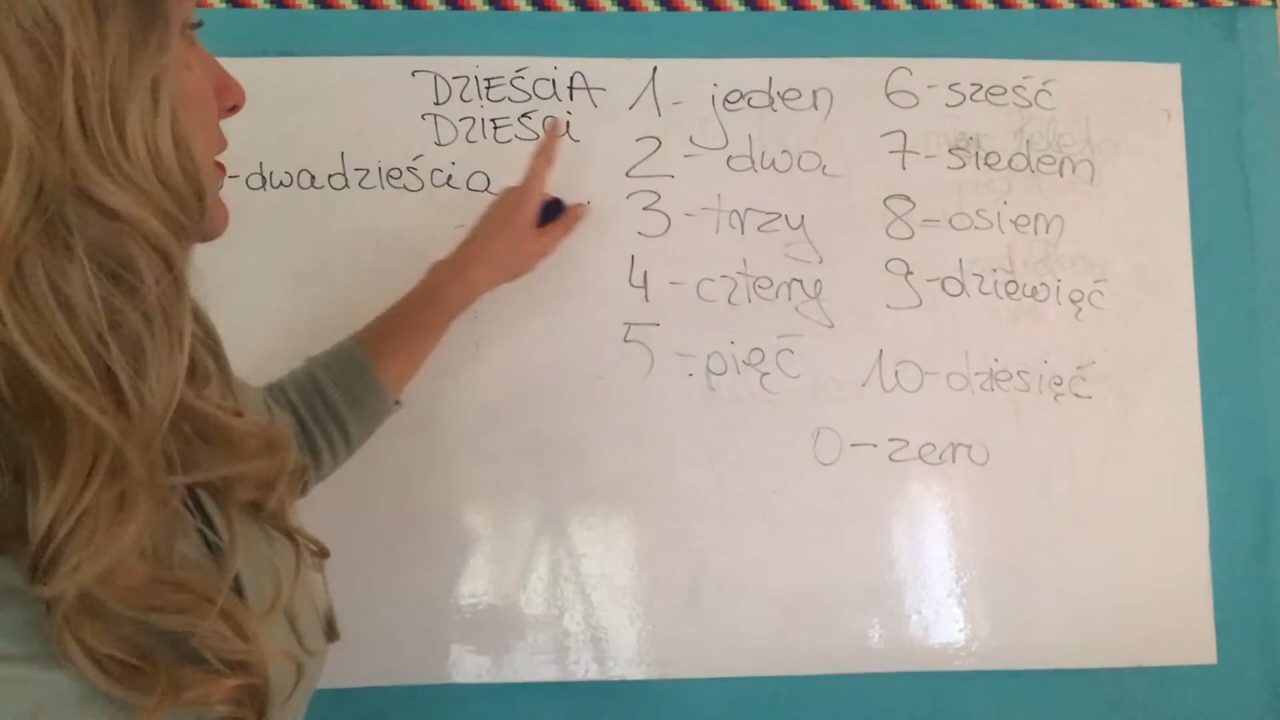 DZIEŚCIA
DZIEŚCI
-dwadzieścia
1- jeden
2- dwa
3-trzy
4-cztery
5-pięć
6-sześć
7-siedem
8-osiem
9-dziewięć
10-dziesięć
0-zero